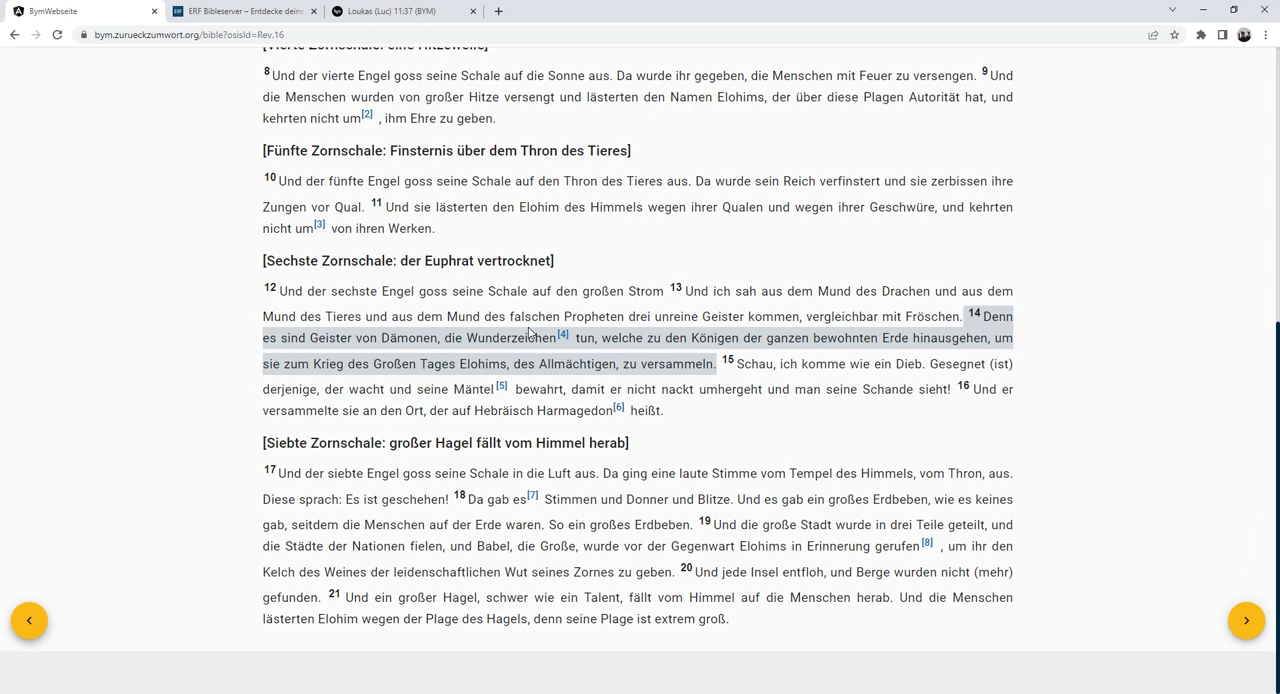 BymWebseite
ERF Bibleserver – Entdecke deine
Loukas (Luc) 11:37 (BYM)
bym.zurueckzumwort.org/bible?osisId=Rev.16
[Vierte Zornschale: eine Hitzewelle]
8 Und der vierte Engel goss seine Schale auf die Sonne aus. Da wurde ihr gegeben, die Menschen mit Feuer zu versengen. 9 Und
die Menschen wurden von großer Hitze versengt und lästerten den Namen Elohims, der über diese Plagen Autorität hat, und
kehrten nicht um[2] , ihm Ehre zu geben.
[Fünfte Zornschale: Finsternis über dem Thron des Tieres]
10 Und der fünfte Engel goss seine Schale auf den Thron des Tieres aus. Da wurde sein Reich verfinstert und sie zerbissen ihre
Zungen vor Qual. 11 Und sie lästerten den Elohim des Himmels wegen ihrer Qualen und wegen ihrer Geschwüre, und kehrten
nicht um[3] von ihren Werken.
[Sechste Zornschale: der Euphrat vertrocknet]
12 Und der sechste Engel goss seine Schale auf den großen Strom 13 Und ich sah aus dem Mund des Drachen und aus dem
Mund des Tieres und aus dem Mund des falschen Propheten drei unreine Geister kommen, vergleichbar mit Fröschen. 14 Denn
es sind Geister von Dämonen, die Wunderzeichen[4] tun, welche zu den Königen der ganzen bewohnten Erde hinausgehen, um
sie zum Krieg des Großen Tages Elohims, des Allmächtigen, zu versammeln. 15 Schau, ich komme wie ein Dieb. Gesegnet (ist)
derjenige, der wacht und seine Mäntel[5] bewahrt, damit er nicht nackt umhergeht und man seine Schande sieht! 16 Und er
versammelte sie an den Ort, der auf Hebräisch Harmagedon[6] heißt.
[Siebte Zornschale: großer Hagel fällt vom Himmel herab]
17 Und der siebte Engel goss seine Schale in die Luft aus. Da ging eine laute Stimme vom Tempel des Himmels, vom Thron, aus.
Diese sprach: Es ist geschehen! 18 Da gab es[7] Stimmen und Donner und Blitze. Und es gab ein großes Erdbeben, wie es keines
gab, seitdem die Menschen auf der Erde waren. So ein großes Erdbeben. 19 Und die große Stadt wurde in drei Teile geteilt, und
die Städte der Nationen fielen, und Babel, die Große, wurde vor der Gegenwart Elohims in Erinnerung gerufen[8] , um ihr den
Kelch des Weines der leidenschaftlichen Wut seines Zornes zu geben. 20 Und jede Insel entfloh, und Berge wurden nicht (mehr)
gefunden. 21 Und ein großer Hagel, schwer wie ein Talent, fällt vom Himmel auf die Menschen herab. Und die Menschen
lästerten Elohim wegen der Plage des Hagels, denn seine Plage ist extrem groß.